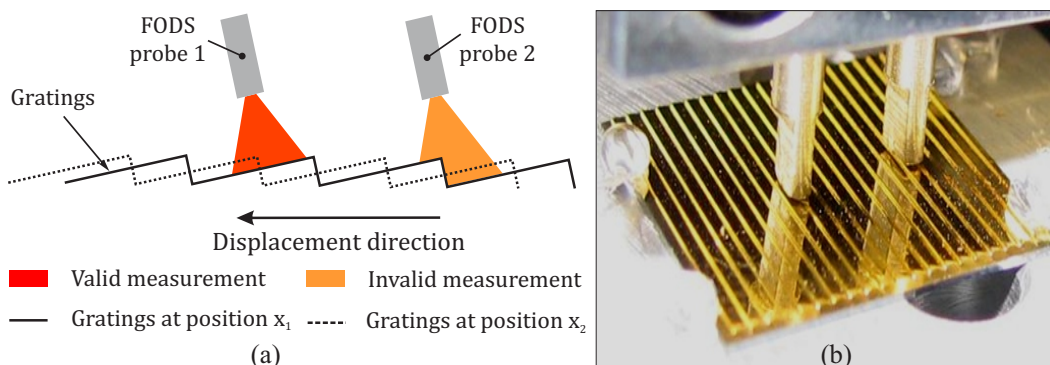 FODS
probe 1
FODS
probe 2
Gratings
Displacement direction
Valid measurement
Invalid measurement
Gratings at position x₁
Gratings at position x₂
(a)
(b)